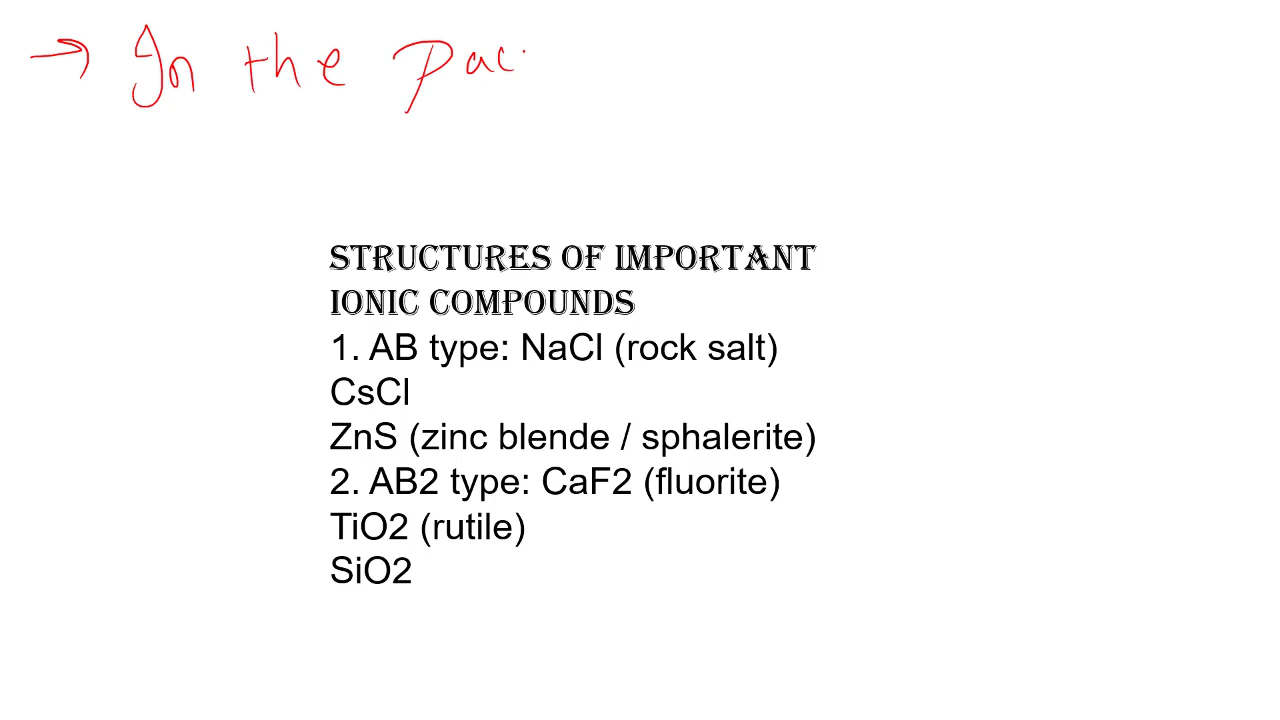 → In the pac
STRUCTURES OF IMPORTANT
IONIC COMPOUNDS
1. AB type: NaCl (rock salt)
CsCl
ZnS (zinc blende / sphalerite)
2. AB2 type: CaF2 (fluorite)
TiO2 (rutile)
SiO2